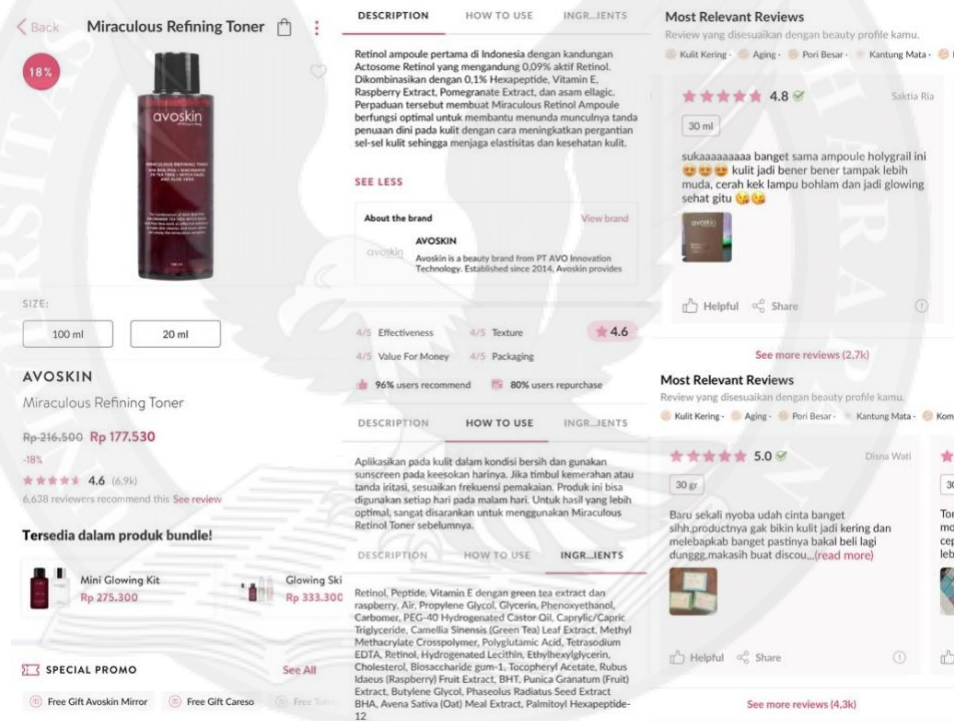 Back
Miraculous Refining Toner
18%
avoskin
MIRACULOUS REFINING TONER
SIZE:
100 ml
20 ml
AVOSKIN
Miraculous Refining Toner
Rp 216.500 Rp 177.530
-18%
4.6 (6,9k)
6,638 reviewers recommend this See review
Tersedia dalam produk bundle!
Mini Glowing Kit
Rp 275.300
Glowing Ski
Rp 333.300
SPECIAL PROMO
See All
Free Gift Avoskin Mirror
Free Gift Careso
DESCRIPTION HOW TO USE INGR...IENTS
Retinol ampoule pertama di Indonesia dengan kandungan
Actosome Retinol yang mengandung 0,09% aktif Retinol.
Dikombinasikan dengan 0,1% Hexapeptide, Vitamin E,
Raspberry Extract, Pomegranate Extract, dan asam ellagic.
Perpaduan tersebut membuat Miraculous Retinol Ampoule
berfungsi optimal untuk membantu menunda munculnya tanda
penuaan dini pada kulit dengan cara meningkatkan pergantian
sel-sel kulit sehingga menjaga elastisitas dan kesehatan kulit.
SEE LESS
About the brand
View brand
avoskin
AVOSKIN
Avoskin is a beauty brand from PT AVO Innovation
Technology. Established since 2014, Avoskin provides
4/5 Effectiveness 4/5 Texture
4.6
4/5 Value For Money 4/5 Packaging
96% users recommend 80% users repurchase
DESCRIPTION HOW TO USE INGR...IENTS
Aplikasikan pada kulit dalam kondisi bersih dan gunakan
sunscreen pada keesokan harinya. Jika timbul kemerahan atau
tanda iritasi, sesuaikan frekuensi pemakaian. Produk ini bisa
digunakan setiap hari pada malam hari. Untuk hasil yang lebih
optimal, sangat disarankan untuk menggunakan Miraculous
Retinol Toner sebelumnya.
DESCRIPTION HOW TO USE INGR...IENTS
Retinol, Peptide, Vitamin E dengan green tea extract dan
raspberry. Air, Propylene Glycol, Glycerin, Phenoxyethanol,
Carbomer, PEG-40 Hydrogenated Castor Oil, Caprylic/Capric
Triglyceride, Camellia Sinensis (Green Tea) Leaf Extract, Methyl
Methacrylate Crosspolymer, Polyglutamic Acid, Tetrasodium
EDTA, Retinol, Hydrogenated Lecithin, Ethylhexylglycerin,
Cholesterol, Biosaccharide gum-1, Tocopheryl Acetate, Rubus
Idaeus (Raspberry) Fruit Extract, BHT, Punica Granatum (Fruit)
Extract, Butylene Glycol, Phaseolus Radiatus Seed Extract
BHA, Avena Sativa (Oat) Meal Extract, Palmitoyl Hexapeptide-
12
Most Relevant Reviews
Review yang disesuaikan dengan beauty profile kamu.
Kulit Kering · Aging · Pori Besar · Kantung Mata ·
4.8
Saktia Ria
30 ml
sukaaaaaaaaa banget sama ampoule holygrail ini
😍😍😍 kulit jadi bener bener tampak lebih
muda, cerah kek lampu bohlam dan jadi glowing
sehat gitu 😘😘
Helpful Share
See more reviews (2,7k)
Most Relevant Reviews
Review yang disesuaikan dengan beauty profile kamu.
Kulit Kering · Aging · Pori Besar · Kantung Mata · Kom
5.0
Disna Wati
30 gr
Baru sekali nyoba udah cinta banget
sihh,productnya gak bikin kulit jadi kering dan
melebapkab banget pastinya bakal beli lagi
dunggg,makasih buat discou...(read more)
Helpful Share
See more reviews (4,3k)